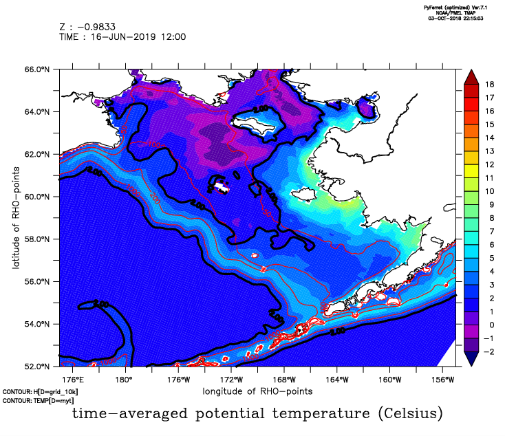 PyFerret (optimized) Ver.7.1
NOAA/PMEL TMAP
03-OCT-2018 22:15:53
Z : -0.9833
TIME : 16-JUN-2019 12:00
66.0°N
64.0°N
62.0°N
60.0°N
58.0°N
56.0°N
54.0°N
52.0°N
latitude of RHO-points
176°E 180° 176°W 172°W 168°W 164°W 160°W 156°W
longitude of RHO-points
18
17
16
15
14
13
12
11
10
9
8
7
6
5
4
3
2
1
0
-1
-2
CONTOUR: H[D=grid_10k]
CONTOUR: TEMP[D=myt]
time-averaged potential temperature (Celsius)